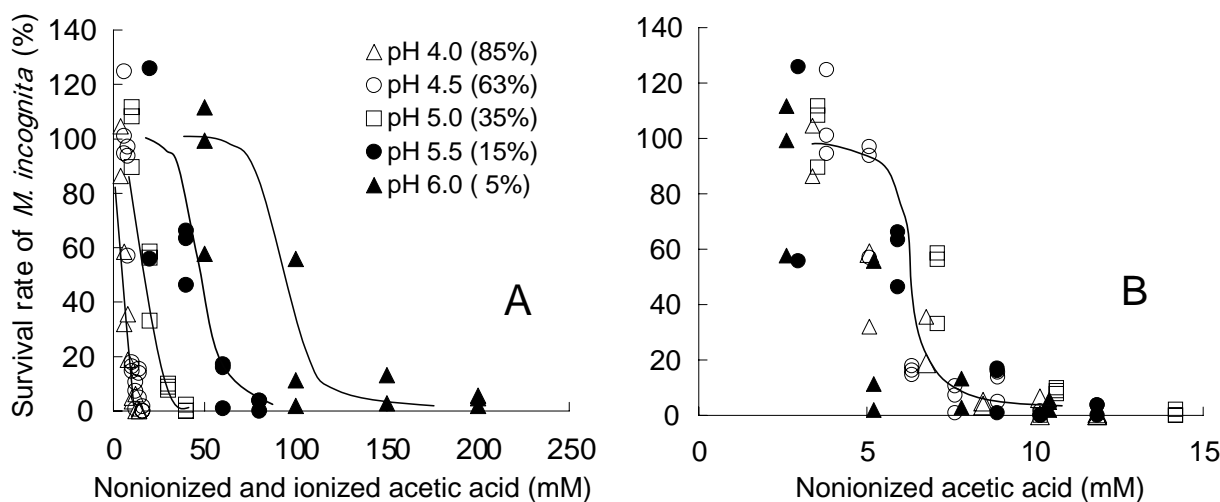 Survival rate of M. incognita (%)
140
120
100
80
60
40
20
0
0 50 100 150 200 250
Nonionized and ionized acetic acid (mM)
△ pH 4.0 (85%)
○ pH 4.5 (63%)
□ pH 5.0 (35%)
● pH 5.5 (15%)
▲ pH 6.0 ( 5%)
A
140
120
100
80
60
40
20
0
0 5 10 15
Nonionized acetic acid (mM)
B